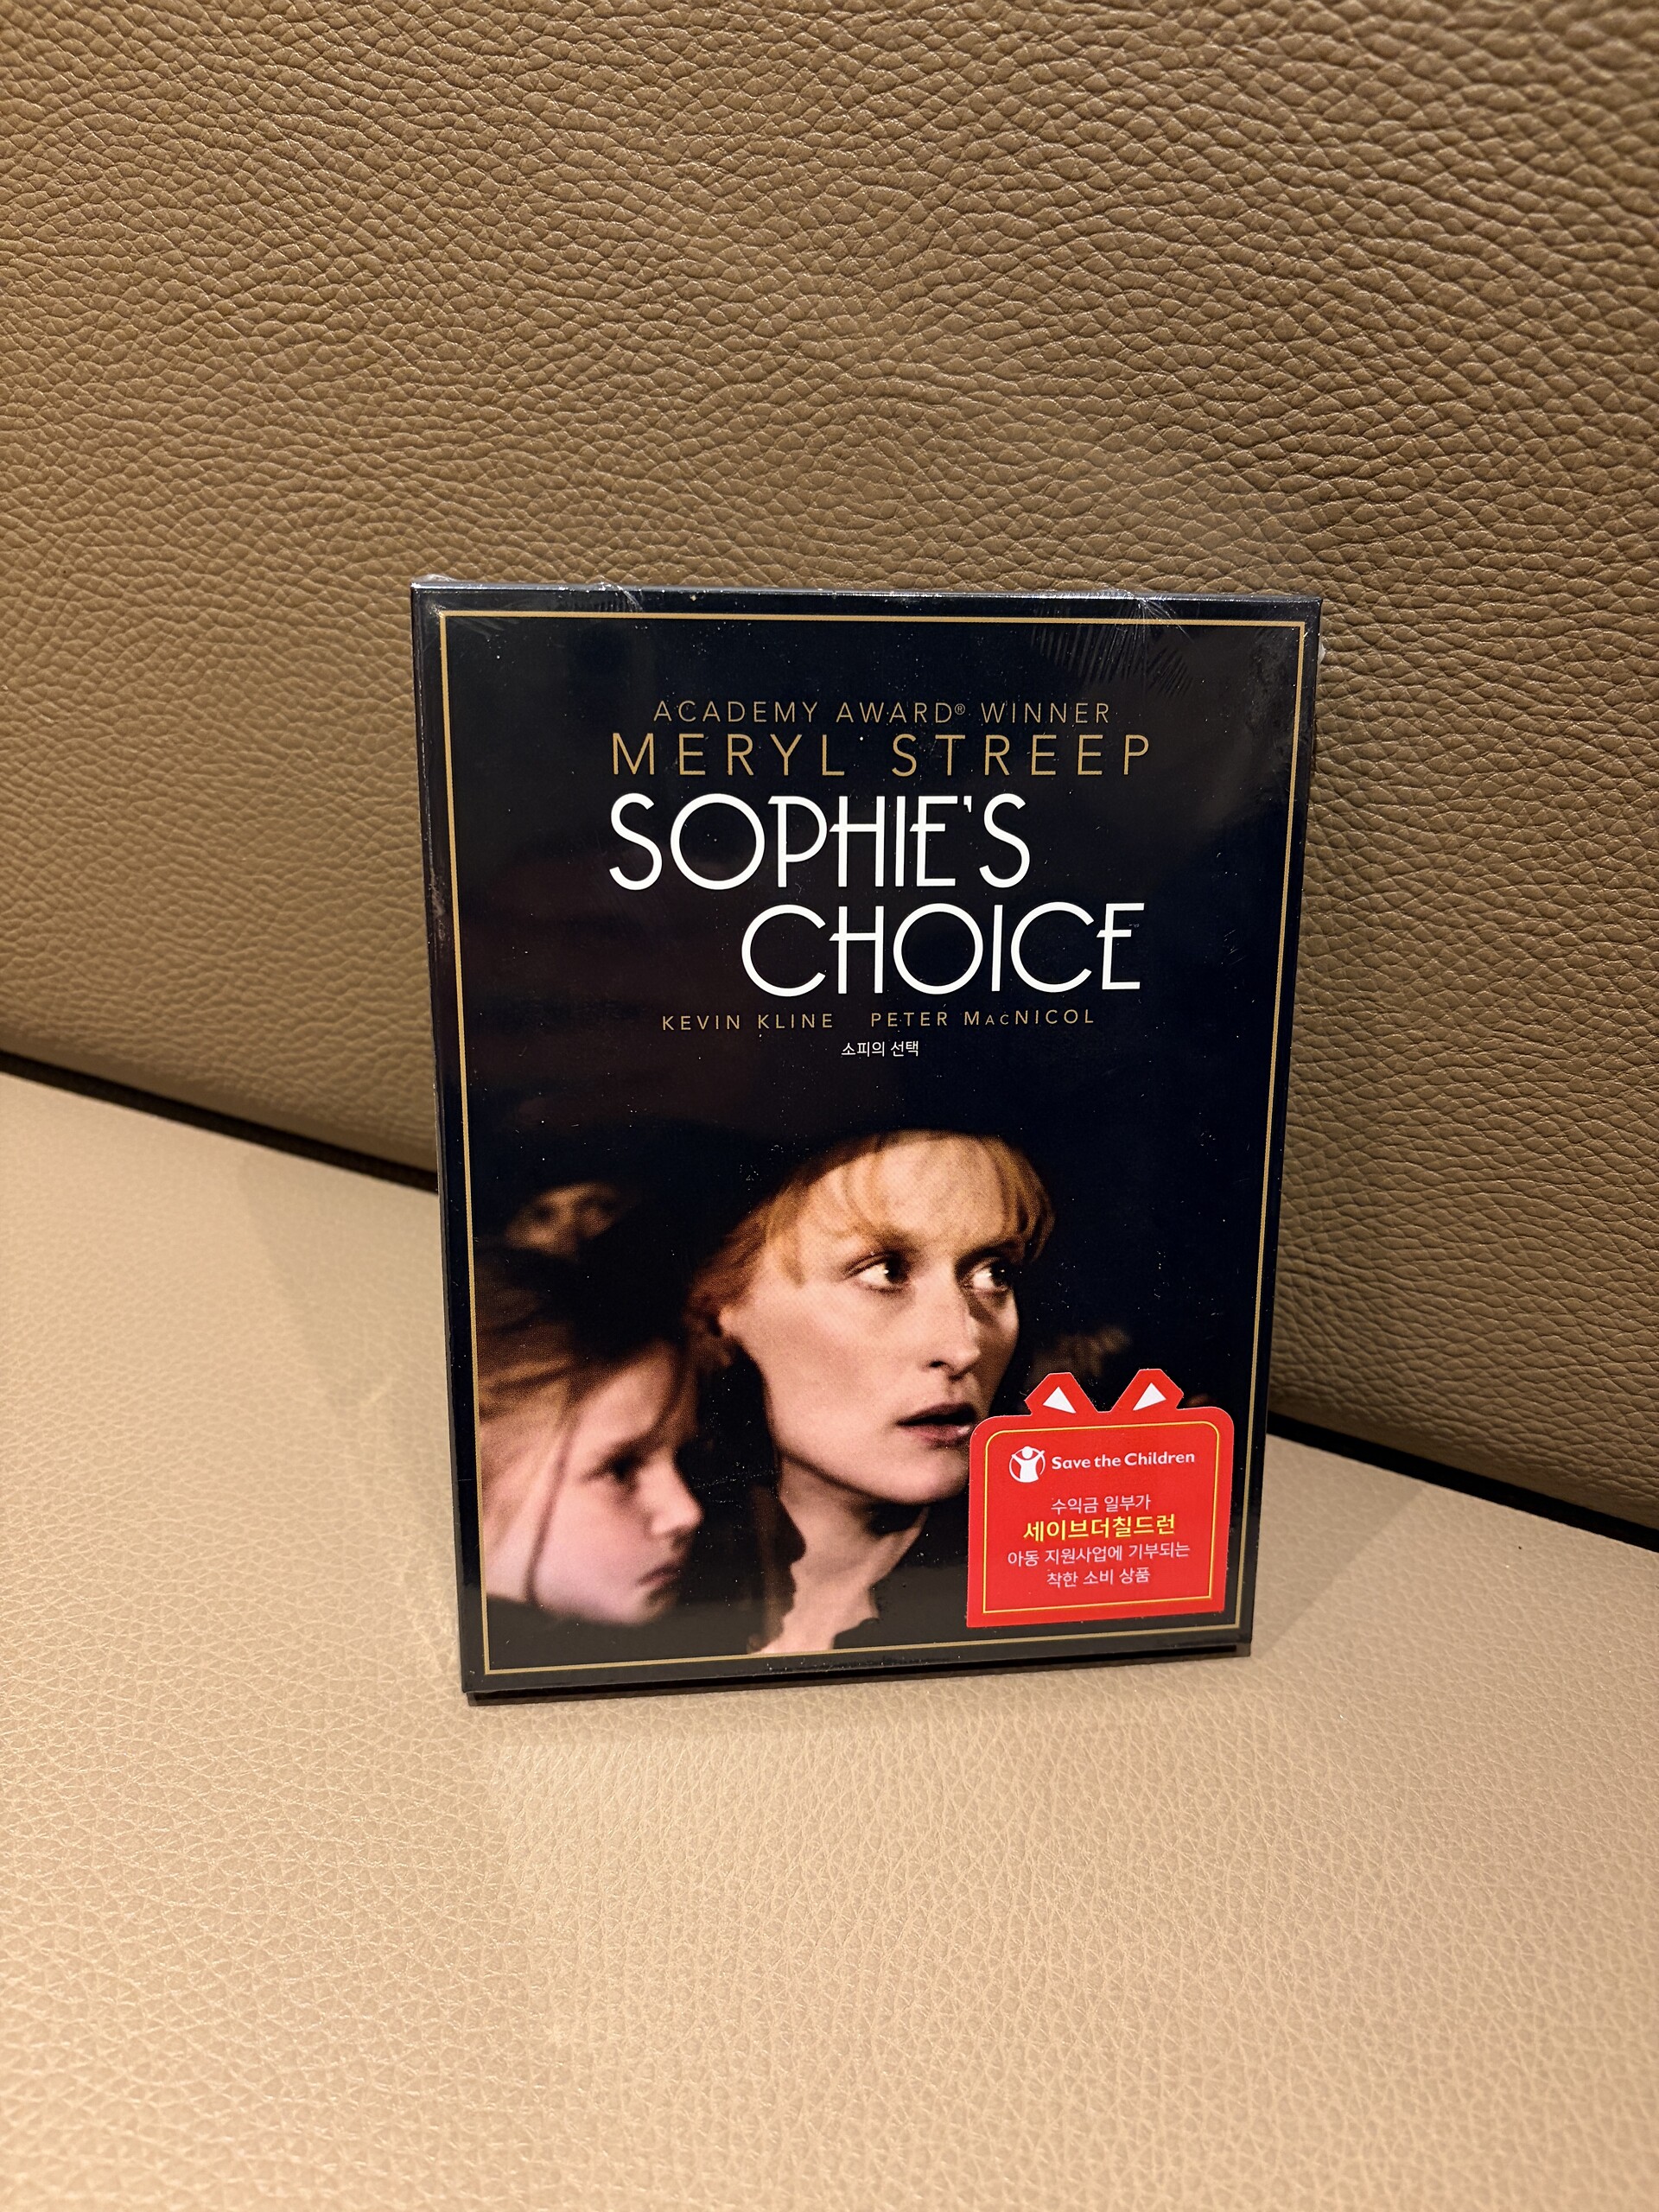 ACADEMY AWARD® WINNER
MERYL STREEP
SOPHIE'S
CHOICE
KEVIN KLINE PETER MACNICOL
소피의 선택
Save the Children
수익금 일부가
세이브더칠드런
아동 지원사업에 기부되는
착한 소비 상품